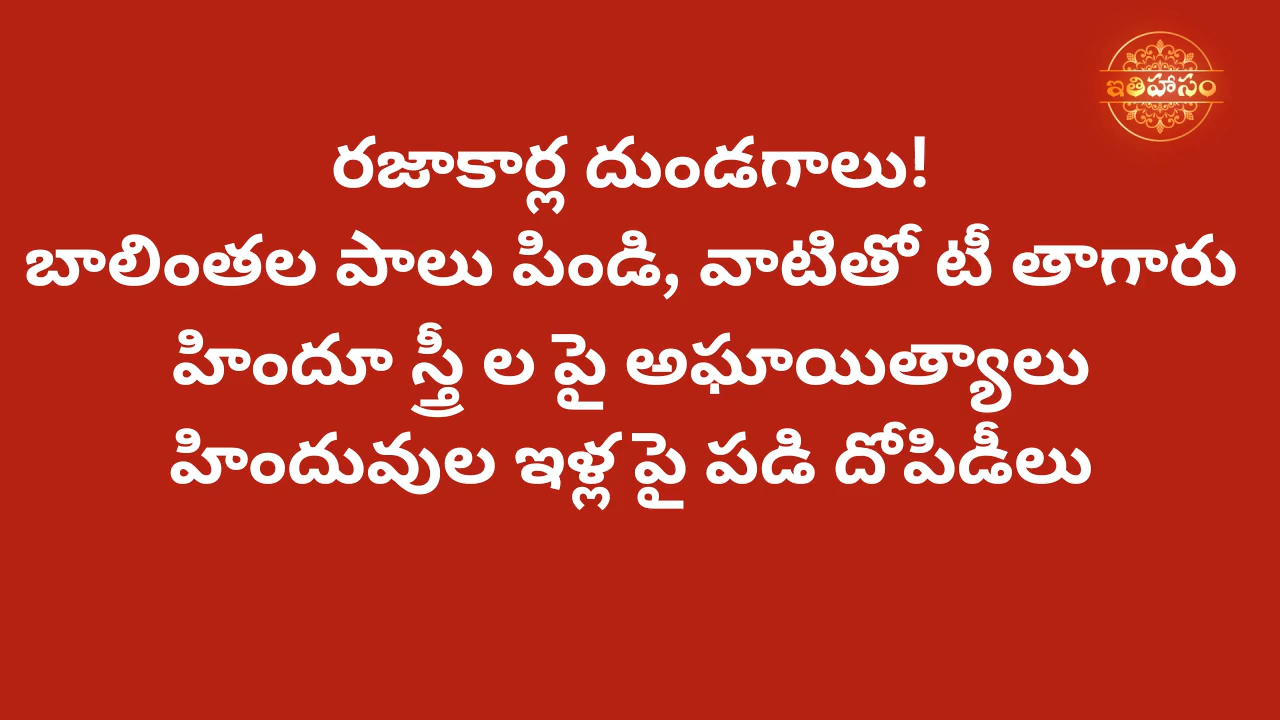 ఇతిహాసం
రజాకార్ల దుండగాలు!
బాలింతల పాలు పిండి, వాటితో టీ తాగారు
హిందూ స్త్రీ ల పై అఘాయిత్యాలు
హిందువుల ఇళ్ల పై పడి దోపిడీలు